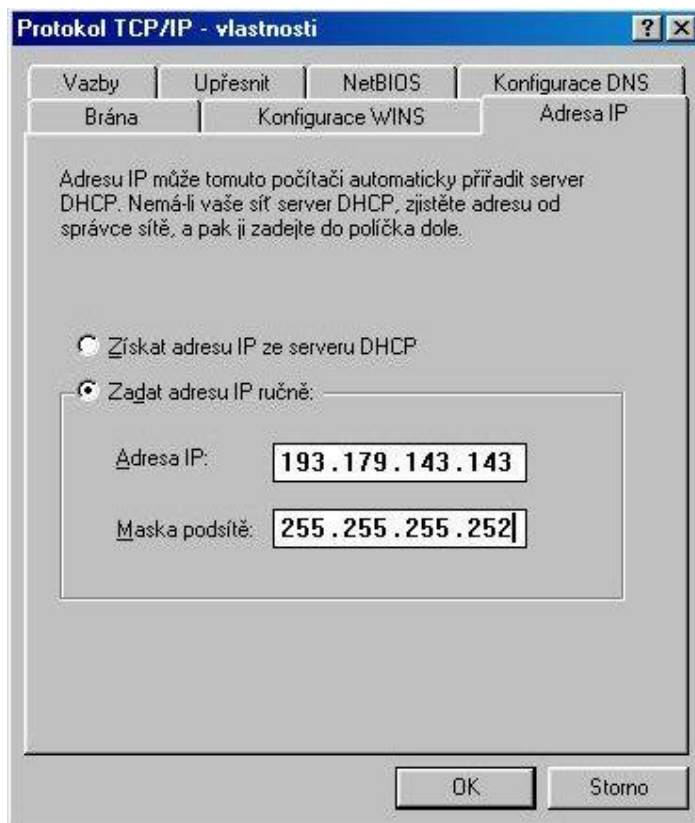 Protokol TCP/IP - vlastnosti
Vazby Upřesnit NetBIOS Konfigurace DNS
Brána Konfigurace WINS Adresa IP
Adresu IP může tomuto počítači automaticky přiřadit server
DHCP. Nemá-li vaše síť server DHCP, zjistěte adresu od
správce sítě, a pak ji zadejte do políčka dole.
Získat adresu IP ze serveru DHCP
Zadat adresu IP ručně:
Adresa IP: 193.179.143.143
Maska podsítě: 255.255.255.252
OK Storno